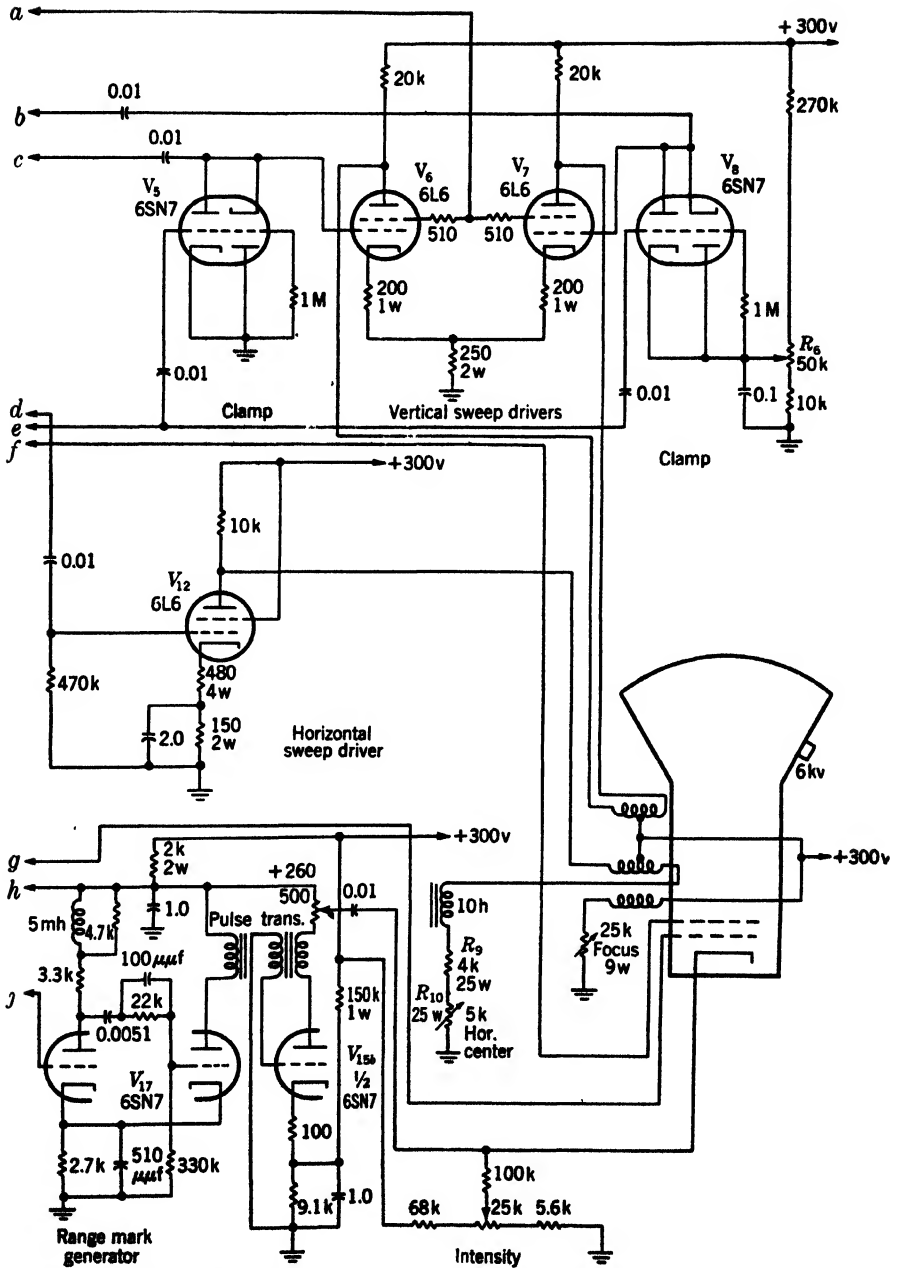 a
+300v
20k
20k
0.01
270k
b
0.01
c
V5
6SN7
V6
6L6
V7
6L6
V8
6SN7
510
510
200
1w
200
1w
1M
1M
250
2w
R6
50k
0.01
0.01
0.1
10k
Clamp
Vertical sweep drivers
d
e
f
Clamp
+300v
10k
0.01
V12
6L6
470k
480
4w
150
2w
2.0
Horizontal
sweep driver
6kv
g
2k
2w
+300v
+300v
h
+260
500
0.01
1.0
5mh
4.7k
Pulse trans.
10h
25k
Focus
9w
100μμf
3.3k
22k
R9
4k
25w
150k
1w
R10
25w
5k
Hor.
center
j
0.0051
V17
6SN7
V15b
1/2
6SN7
100
2.7k
510
μμf
330k
9.1k
1.0
100k
68k
25k
5.6k
Range mark
generator
Intensity